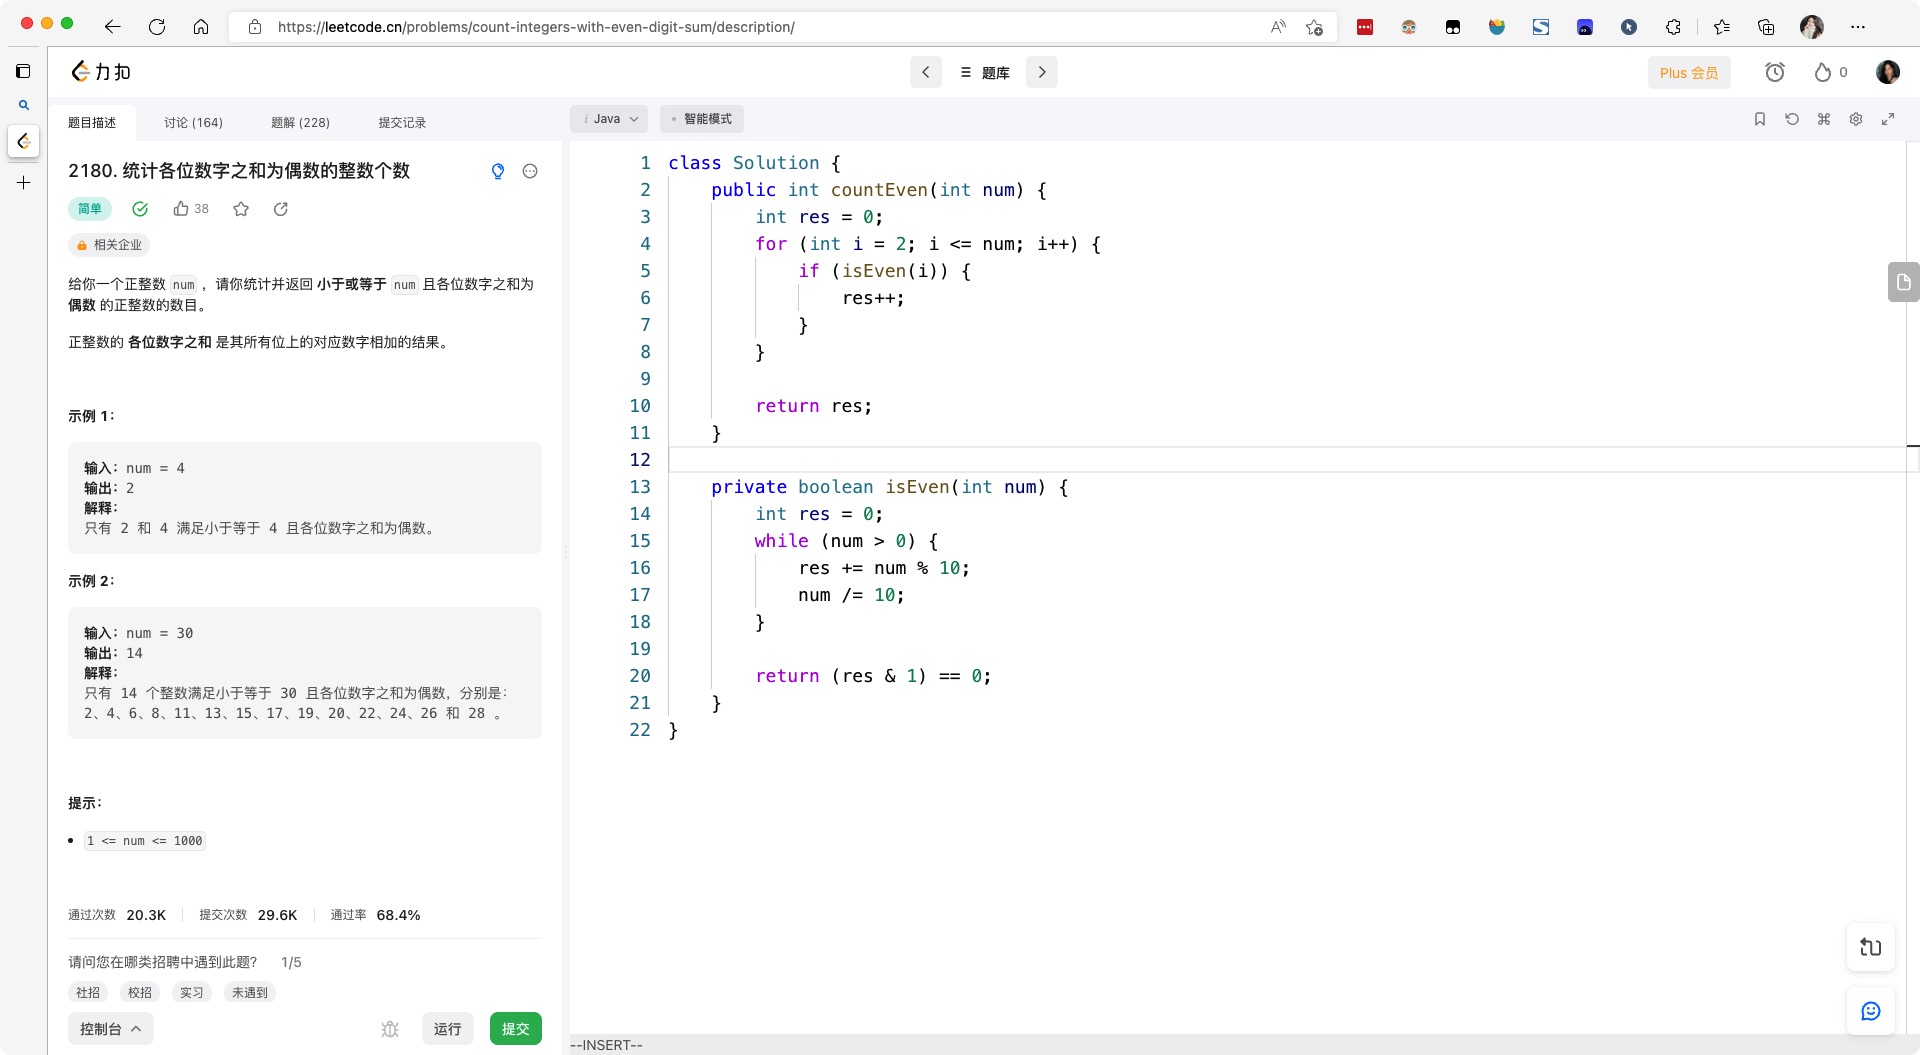 https://leetcode.cn/problems/count-integers-with-even-digit-sum/description/
力扣
题库
Plus 会员
0
题目描述
讨论 (164)
题解 (228)
提交记录
2180. 统计各位数字之和为偶数的整数个数
简单
38
相关企业
给你一个正整数 num ，请你统计并返回 小于或等于 num 且各位数字之和为
偶数 的正整数的数目。
正整数的 各位数字之和 是其所有位上的对应数字相加的结果。
示例 1：
输入：num = 4
输出：2
解释：
只有 2 和 4 满足小于等于 4 且各位数字之和为偶数。
示例 2：
输入：num = 30
输出：14
解释：
只有 14 个整数满足小于等于 30 且各位数字之和为偶数，分别是：
2、4、6、8、11、13、15、17、19、20、22、24、26 和 28 。
提示：
1 <= num <= 1000
通过次数 20.3K
提交次数 29.6K
通过率 68.4%
请问您在哪类招聘中遇到此题？ 1/5
社招
校招
实习
未遇到
控制台
运行
提交
i Java
智能模式
1 class Solution {
2     public int countEven(int num) {
3         int res = 0;
4         for (int i = 2; i <= num; i++) {
5             if (isEven(i)) {
6                 res++;
7             }
8         }
9
10         return res;
11     }
12
13     private boolean isEven(int num) {
14         int res = 0;
15         while (num > 0) {
16             res += num % 10;
17             num /= 10;
18         }
19
20         return (res & 1) == 0;
21     }
22 }
--INSERT--